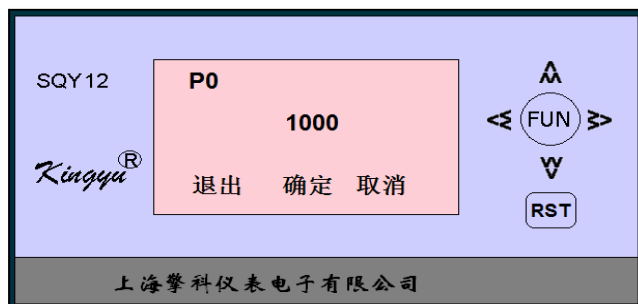 SQY12
P0
1000
退出 确定 取消
Kingyu®
FUN
RST
上海擎科仪表电子有限公司